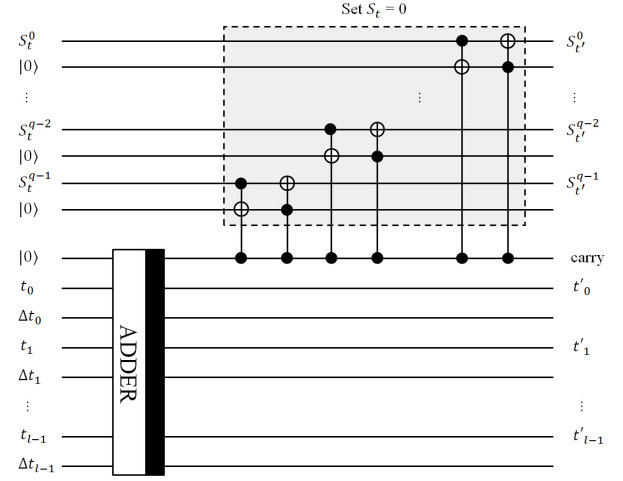 Set Sₜ = 0
S_t^0 S_{t'}^0
|0⟩
⋮ ⋮ ⋮
S_t^{q-2} S_{t'}^{q-2}
|0⟩
S_t^{q-1} S_{t'}^{q-1}
|0⟩
|0⟩ carry
t_0 t'_0
Δt_0
t_1 t'_1
Δt_1
ADDER
⋮ ⋮
t_{l-1} t'_{l-1}
Δt_{l-1}